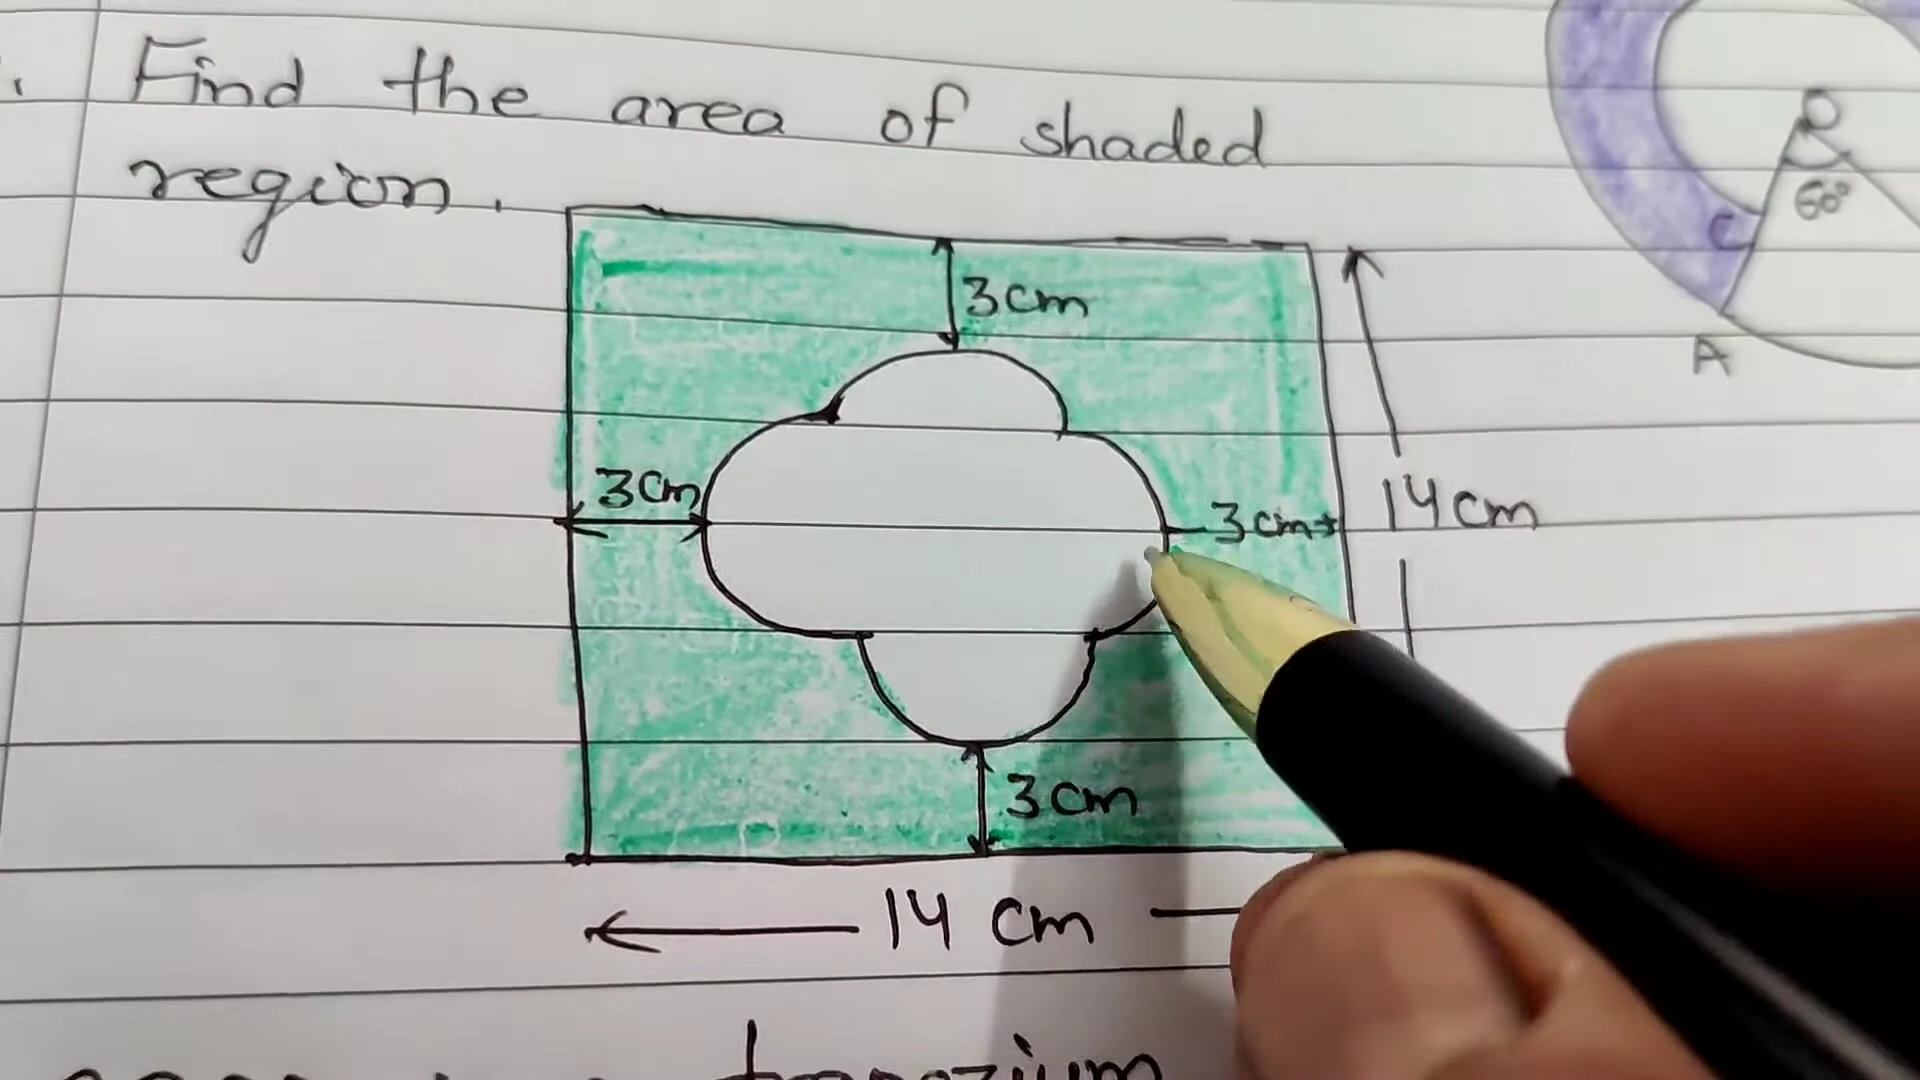 Find the area of shaded
region.
3cm
3cm
3cm
3cm
14cm
14 cm
O
60°
C
A